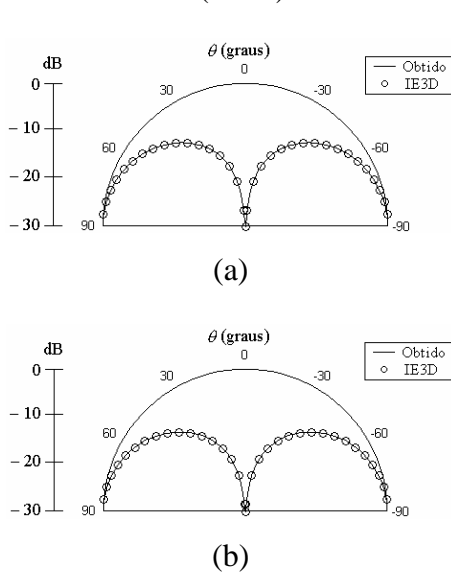 θ (graus)
dB
0
0
30
-30
60
-60
90
-90
– 10
– 20
– 30
Obtido
IE3D
(a)
θ (graus)
dB
0
0
30
-30
60
-60
90
-90
– 10
– 20
– 30
Obtido
IE3D
(b)